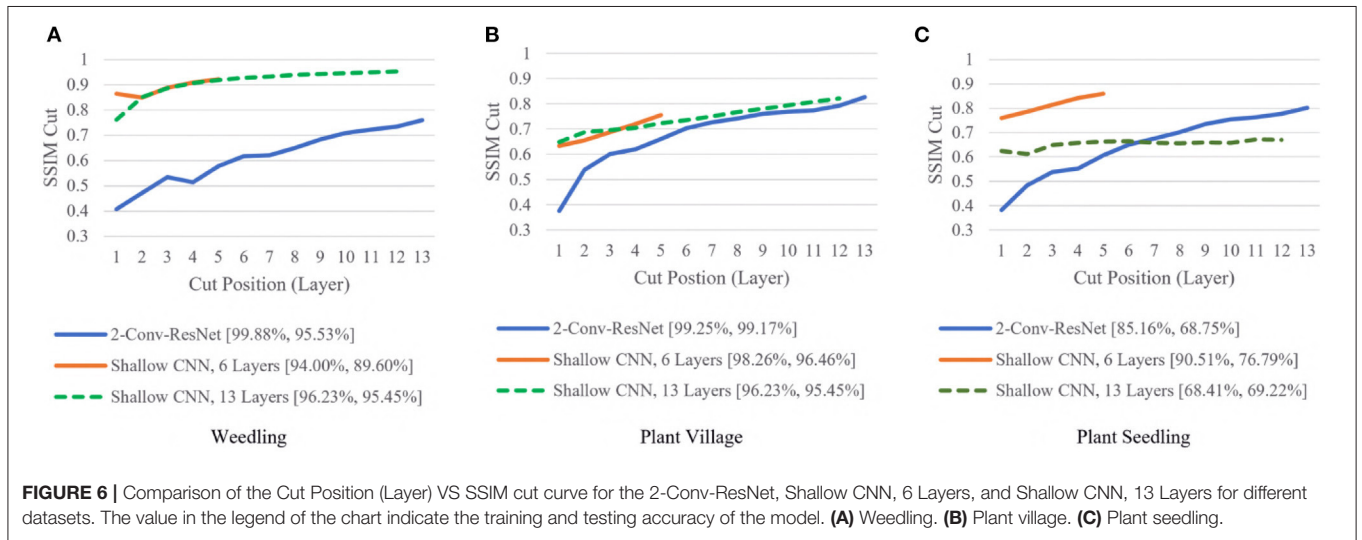 A
SSIM Cut
1
0.9
0.8
0.7
0.6
0.5
0.4
0.3
1 2 3 4 5 6 7 8 9 10 11 12 13
Cut Position (Layer)
2-Conv-ResNet [99.88%, 95.53%]
Shallow CNN, 6 Layers [94.00%, 89.60%]
Shallow CNN, 13 Layers [96.23%, 95.45%]
Weedling
B
SSIM Cut
1
0.9
0.8
0.7
0.6
0.5
0.4
0.3
1 2 3 4 5 6 7 8 9 10 11 12 13
Cut Postion (Layer)
2-Conv-ResNet [99.25%, 99.17%]
Shallow CNN, 6 Layers [98.26%, 96.46%]
Shallow CNN, 13 Layers [96.23%, 95.45%]
Plant Village
C
SSIM Cut
1
0.9
0.8
0.7
0.6
0.5
0.4
0.3
1 2 3 4 5 6 7 8 9 10 11 12 13
Cut Position (Layer)
2-Conv-ResNet [85.16%, 68.75%]
Shallow CNN, 6 Layers [90.51%, 76.79%]
Shallow CNN, 13 Layers [68.41%, 69.22%]
Plant Seedling
FIGURE 6 | Comparison of the Cut Position (Layer) VS SSIM cut curve for the 2-Conv-ResNet, Shallow CNN, 6 Layers, and Shallow CNN, 13 Layers for different
datasets. The value in the legend of the chart indicate the training and testing accuracy of the model. (A) Weedling. (B) Plant village. (C) Plant seedling.